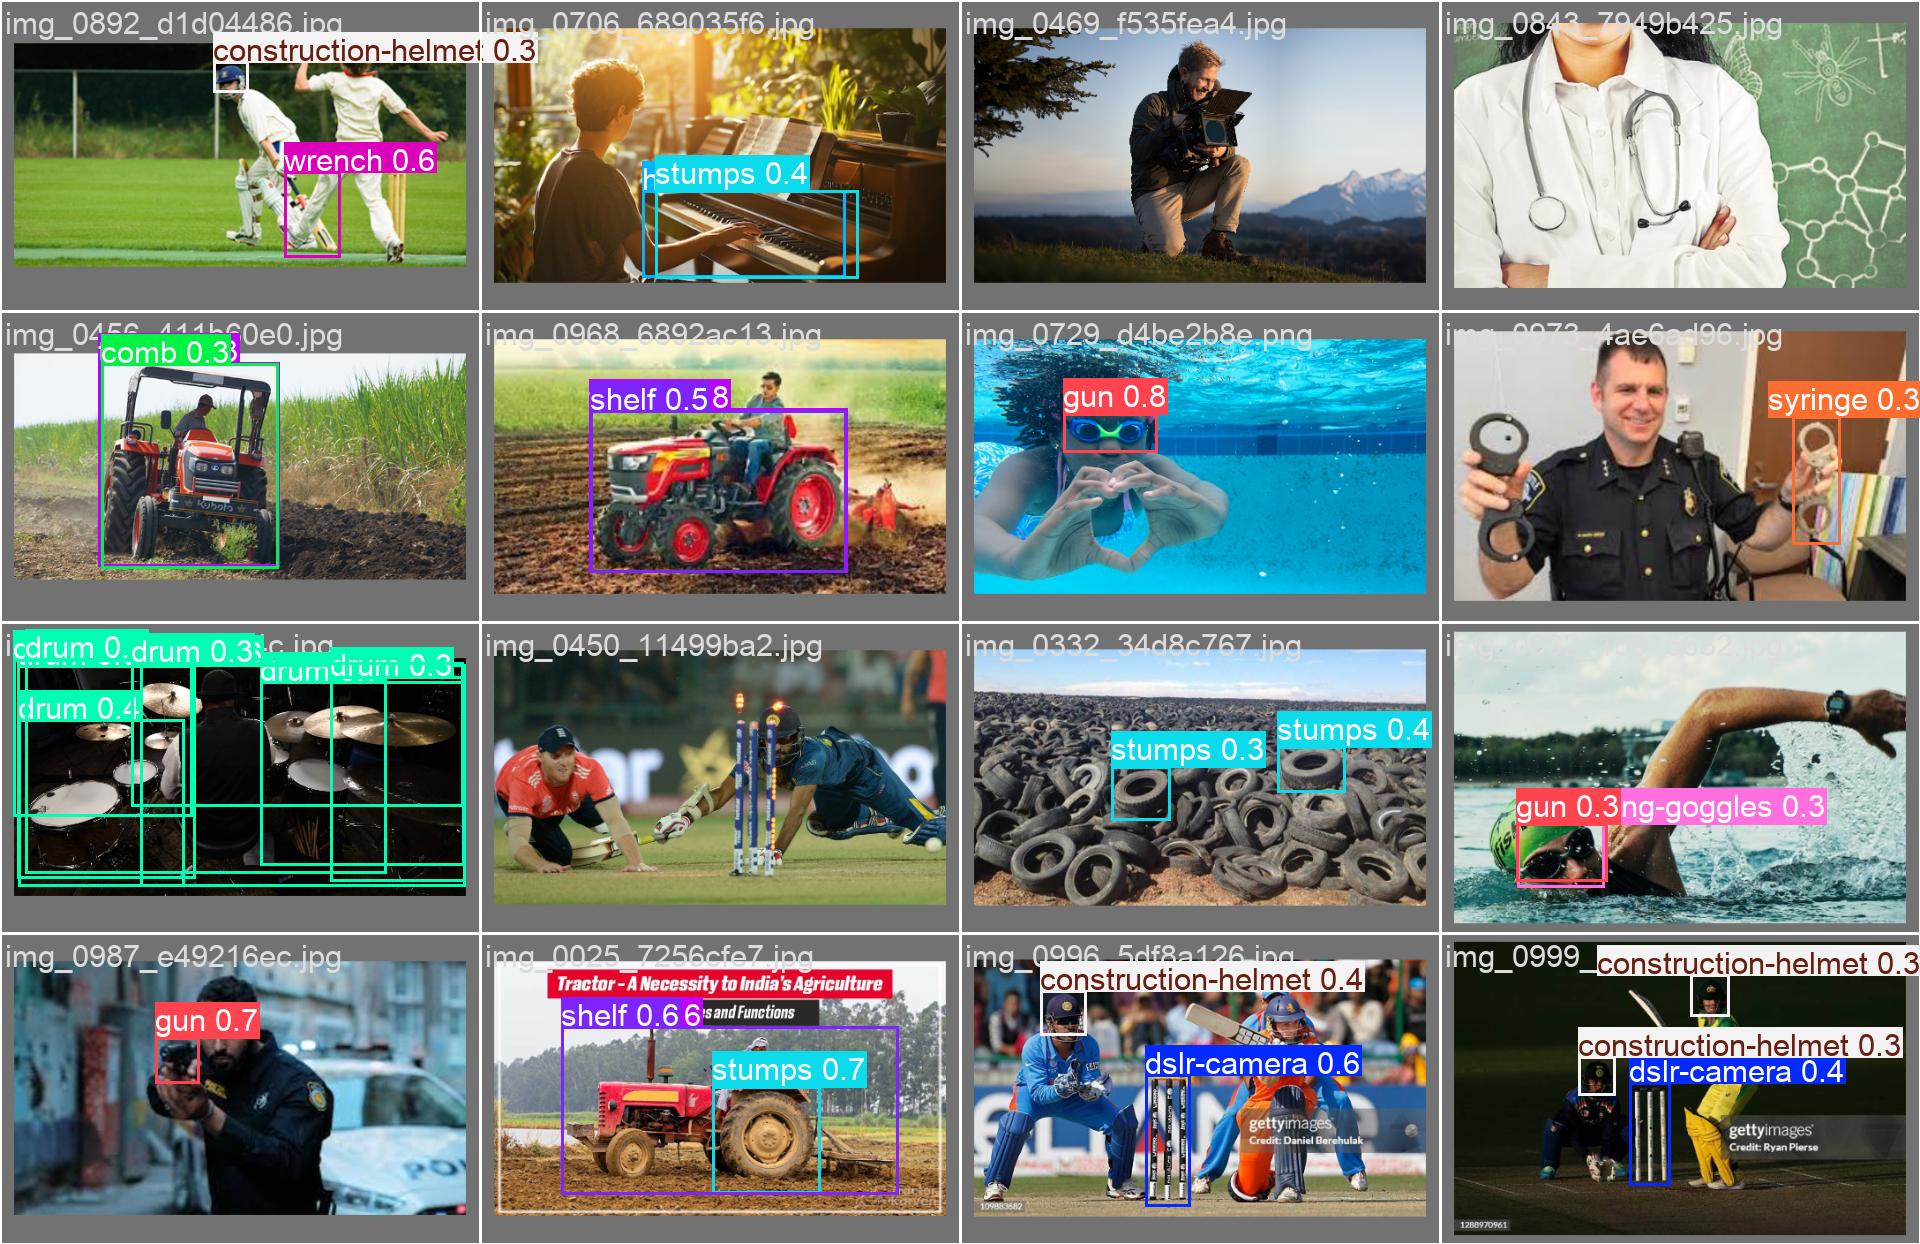 img_0892_d1d04486.jpg
construction-helmet 0.3
wrench 0.6
img_0706_689035f6.jpg
stumps 0.4
img_0469_f535fea4.jpg
img_0843_7949b425.jpg
comb 0.3
img_0968_6892ac13.jpg
shelf 0.5 8
img_0729_d4be2b8e.png
gun 0.8
img_0973_4ae6ad96.jpg
syringe 0.3
Kubota
drum 0.
drum 0.3
drum
drum 0.3
drum 0.4
img_0450_11499ba2.jpg
img_0332_34d8c767.jpg
stumps 0.3
stumps 0.4
gun 0.3
ng-goggles 0.3
img_0987_e49216ec.jpg
gun 0.7
img_0025_7256cfe7.jpg
Tractor - A Necessity to India's Agriculture
es and Functions
shelf 0.6 6
stumps 0.7
img_0996_5df8a126.jpg
construction-helmet 0.4
dslr-camera 0.6
gettyimages
Credit: Daniel Berehulak
109883682
img_0999_
construction-helmet 0.3
construction-helmet 0.3
dslr-camera 0.4
gettyimages
Credit: Ryan Pierse
1288970961